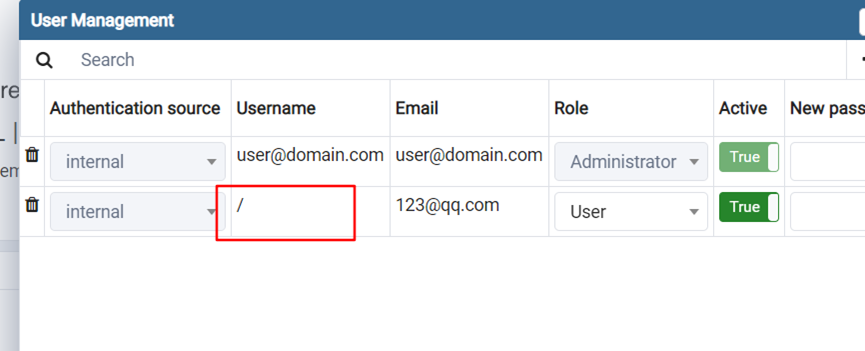 User Management
Search
Authentication source Username Email Role Active New pass
internal user@domain.com user@domain.com Administrator True
internal / 123@qq.com User True
re
em